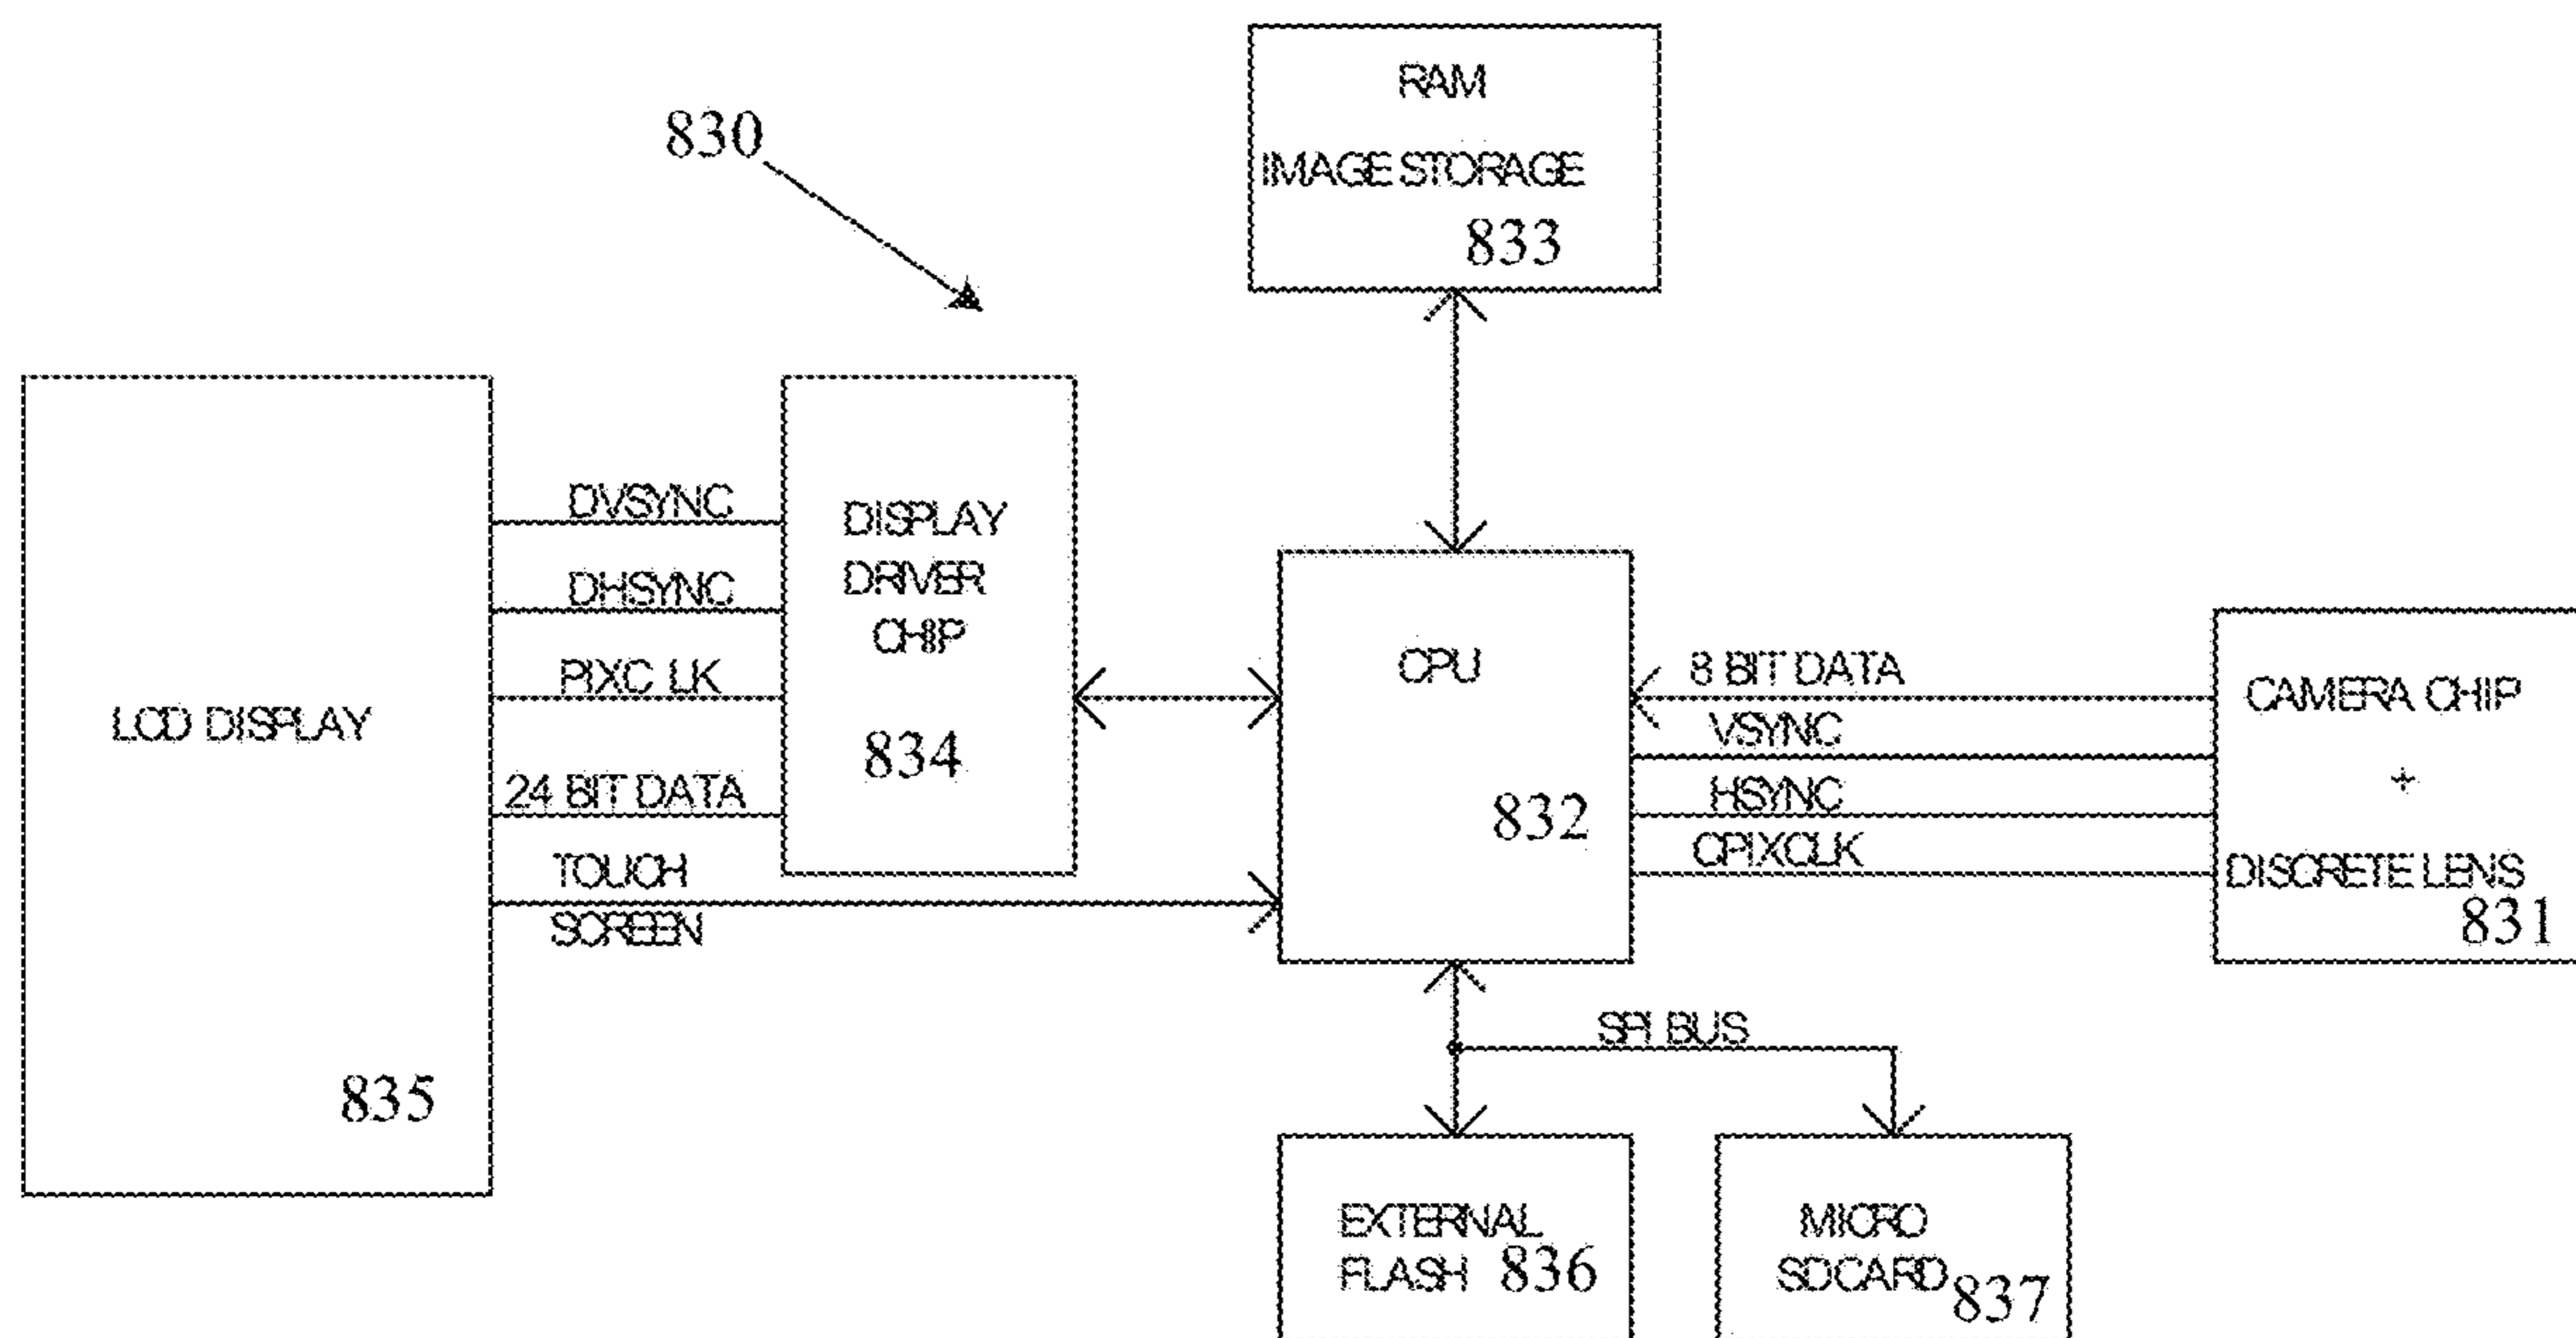 830
RAM
IMAGE STORAGE
833
LCD DISPLAY
835
DVSYNC
DHSYNC
PIXC LK
24 BIT DATA
TOUCH
SCREEN
DISPLAY
DRIVER
CHIP
834
CPU
832
8 BIT DATA
VSYNC
HSYNC
CPIXCLK
CAMERA CHIP
+
DISCRETE LENS
831
SPI BUS
EXTERNAL
FLASH 836
MICRO
SDCARD 837